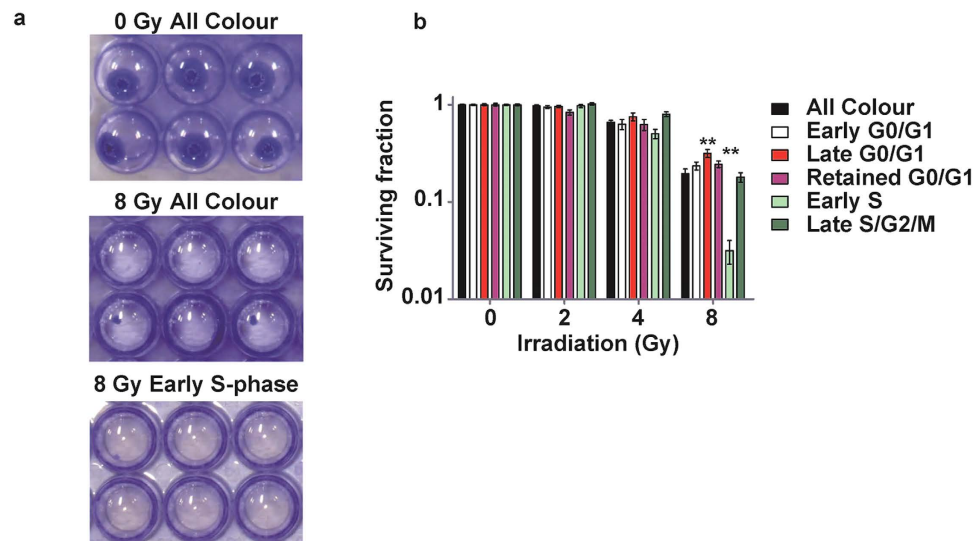 a
0 Gy All Colour
8 Gy All Colour
8 Gy Early S-phase
b
Surviving fraction
1
0.1
0.01
** **
0 2 4 8
Irradiation (Gy)
All Colour
Early G0/G1
Late G0/G1
Retained G0/G1
Early S
Late S/G2/M